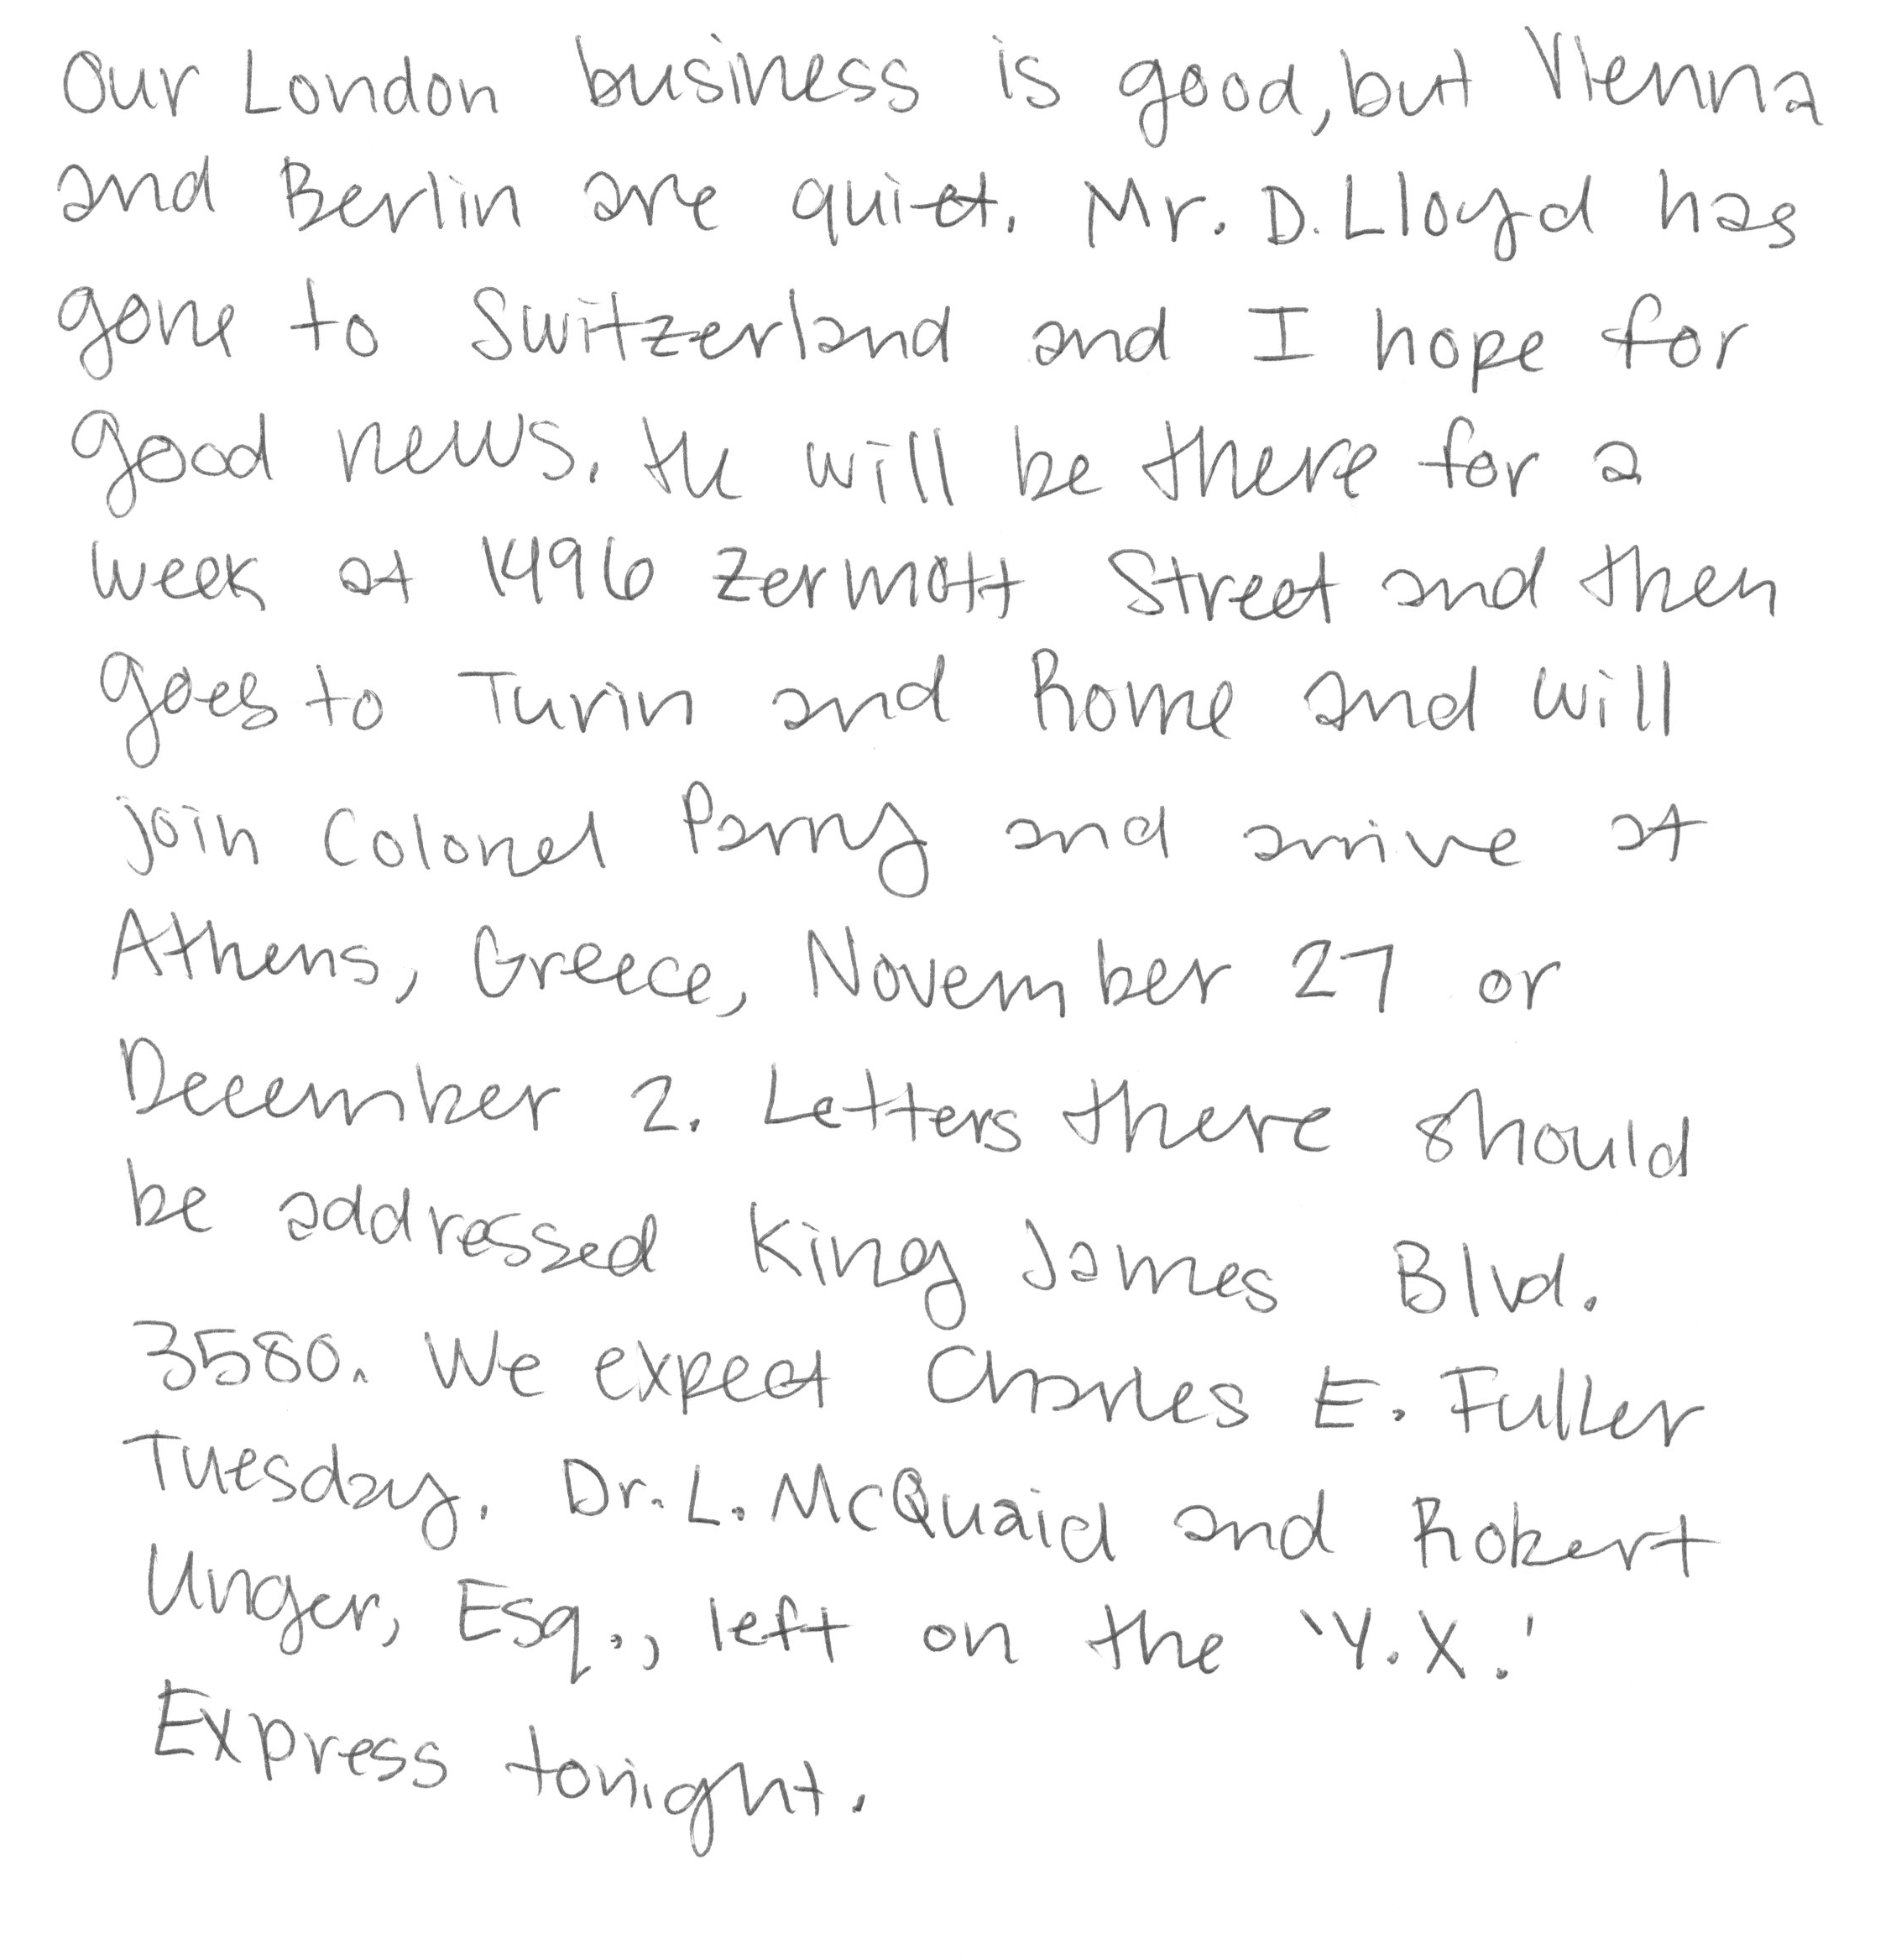 Our London business is good, but Vienna
and Berlin are quiet. Mr. D. Lloyd has
gone to Switzerland and I hope for
good news. He will be there for a
week at 1496 Zermott Street and then
goes to Turin and Rome and will
join Colonel Parry and arrive at
Athens, Greece, November 27 or
December 2. Letters there should
be addressed King James Blvd.
3580. We expect Charles E. Fuller
Tuesday. Dr. L. McQuaid and Robert
Unger, Esq., left on the 'Y.X.'
Express tonight.